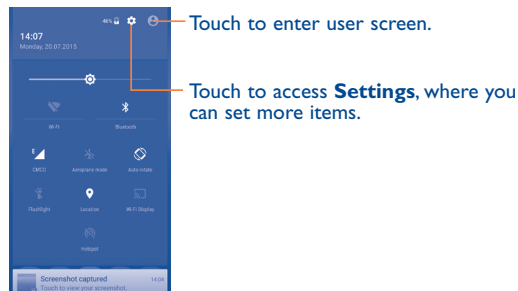 46%
Touch to enter user screen.
14:07
Monday, 20.07.2015
Touch to access Settings, where you
can set more items.
Wi-Fi
Bluetooth
E
CMCC
Aeroplane mode
Auto-rotate
Flashlight
Location
Wi-Fi Display
Hotspot
Screenshot captured
14:04
Touch to view your screenshot.